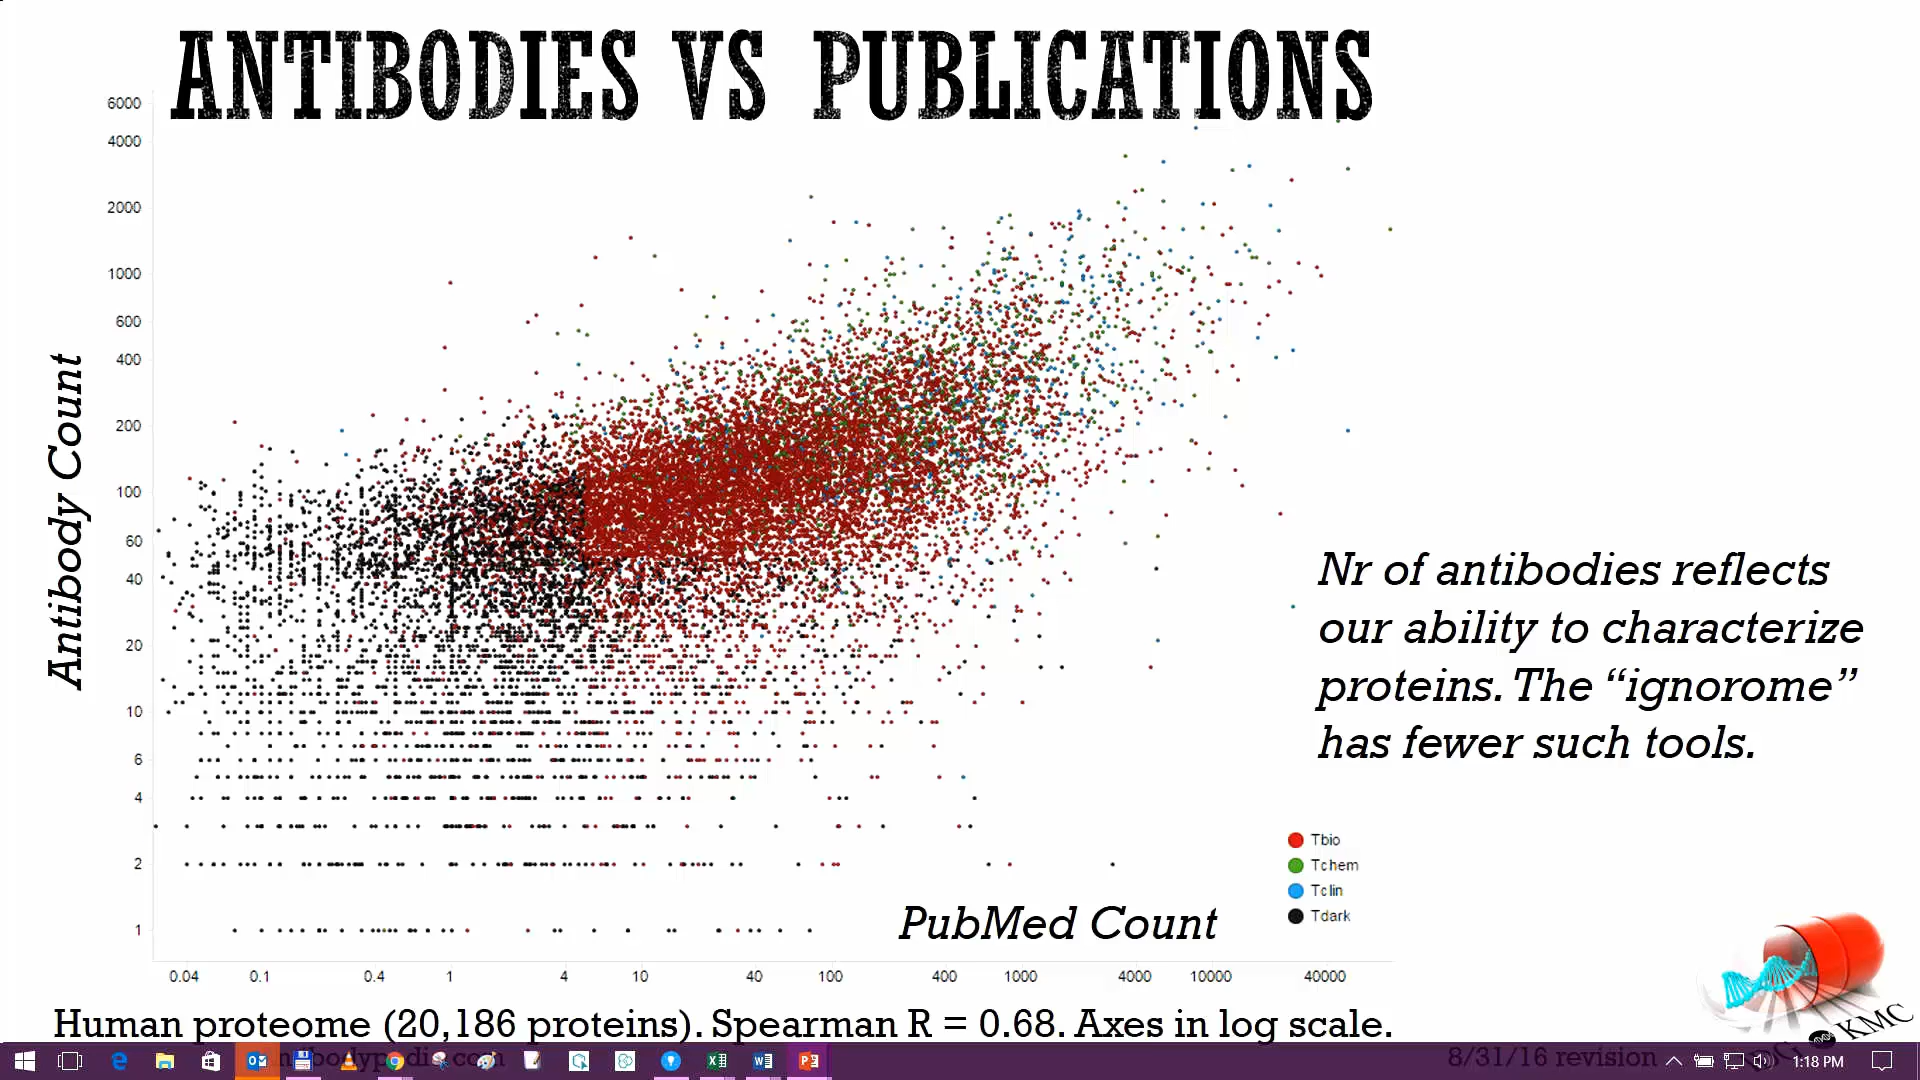 ANTIBODIES VS PUBLICATIONS
6000
4000
2000
1000
600
400
200
100
60
40
20
10
6
4
2
1
Antibody Count
Nr of antibodies reflects
our ability to characterize
proteins. The “ignorome”
has fewer such tools.
Tbio
Tchem
Tclin
Tdark
PubMed Count
0.04 0.1 0.4 1 4 10 40 100 400 1000 4000 10000 40000
KMC
Human proteome (20,186 proteins). Spearman R = 0.68. Axes in log scale.
8/31/16 revision
1:18 PM